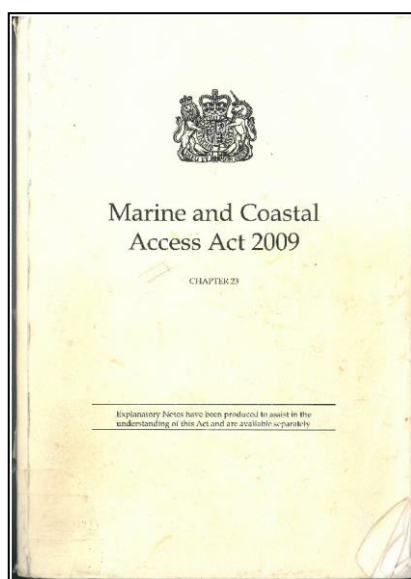 Marine and Coastal
Access Act 2009
CHAPTER 23
Explanatory Notes have been produced to assist in the
understanding of this Act and are available separately